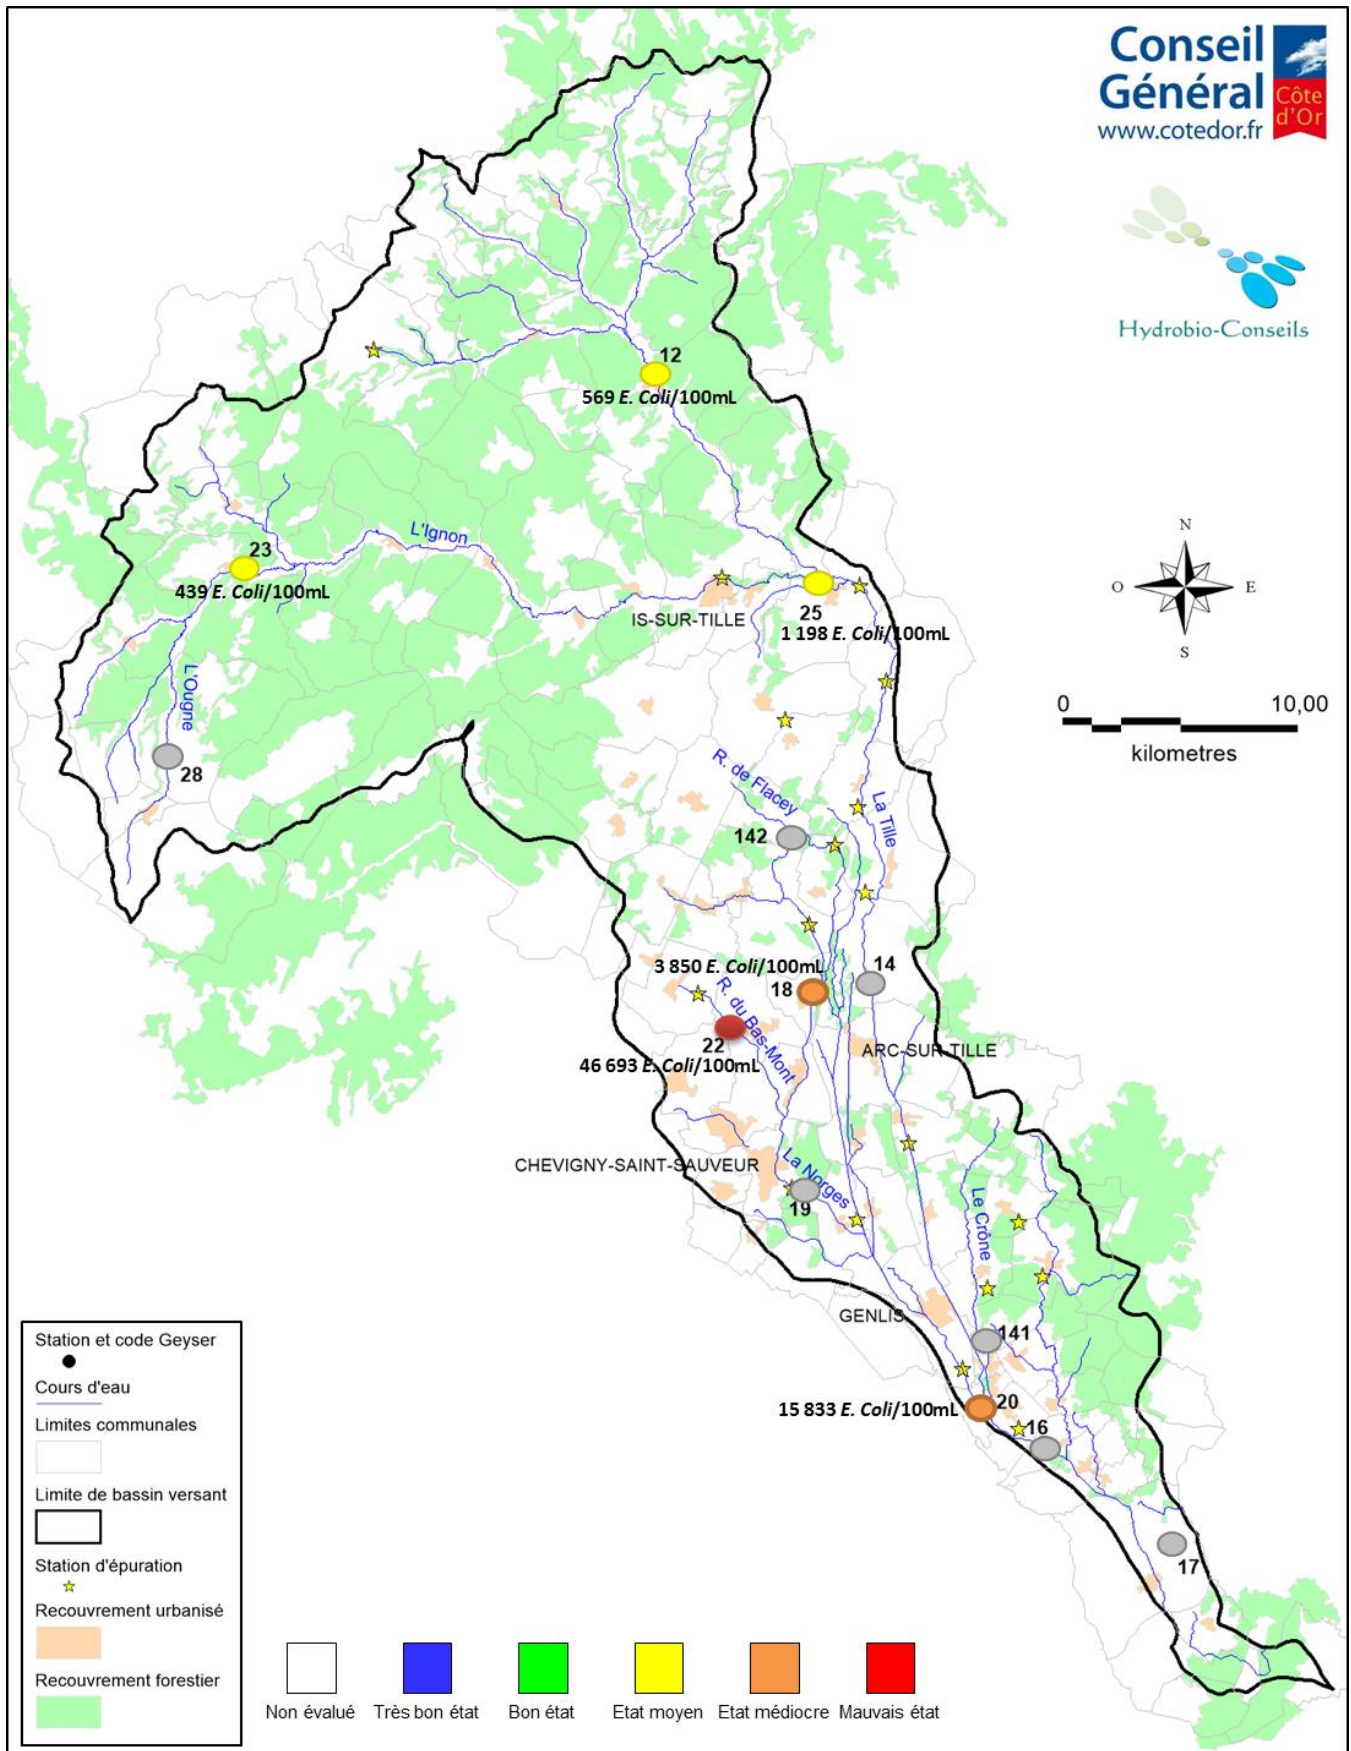 Conseil
Général
Côte
d'Or
www.cotedor.fr
Hydrobio-Conseils
12
569 E. Coli/100mL
L'Ignon
23
439 E. Coli/100mL
IS-SUR-TILLE
25
1 198 E. Coli/100mL
N
O
E
S
0
10,00
kilometres
L'Ougne
28
R. de Flacey
142
La Tille
3 850 E. Coli/100mL
18
14
R. du Bas-Mont
22
46 693 E. Coli/100mL
ARC-SUR-TILLE
CHEVIGNY-SAINT-SAUVEUR
La Norges
19
Le Crône
GENLIS
141
15 833 E. Coli/100mL
20
16
17
Station et code Geyser
Cours d'eau
Limites communales
Limite de bassin versant
Station d'épuration
Recouvrement urbanisé
Recouvrement forestier
Non évalué
Très bon état
Bon état
Etat moyen
Etat médiocre
Mauvais état